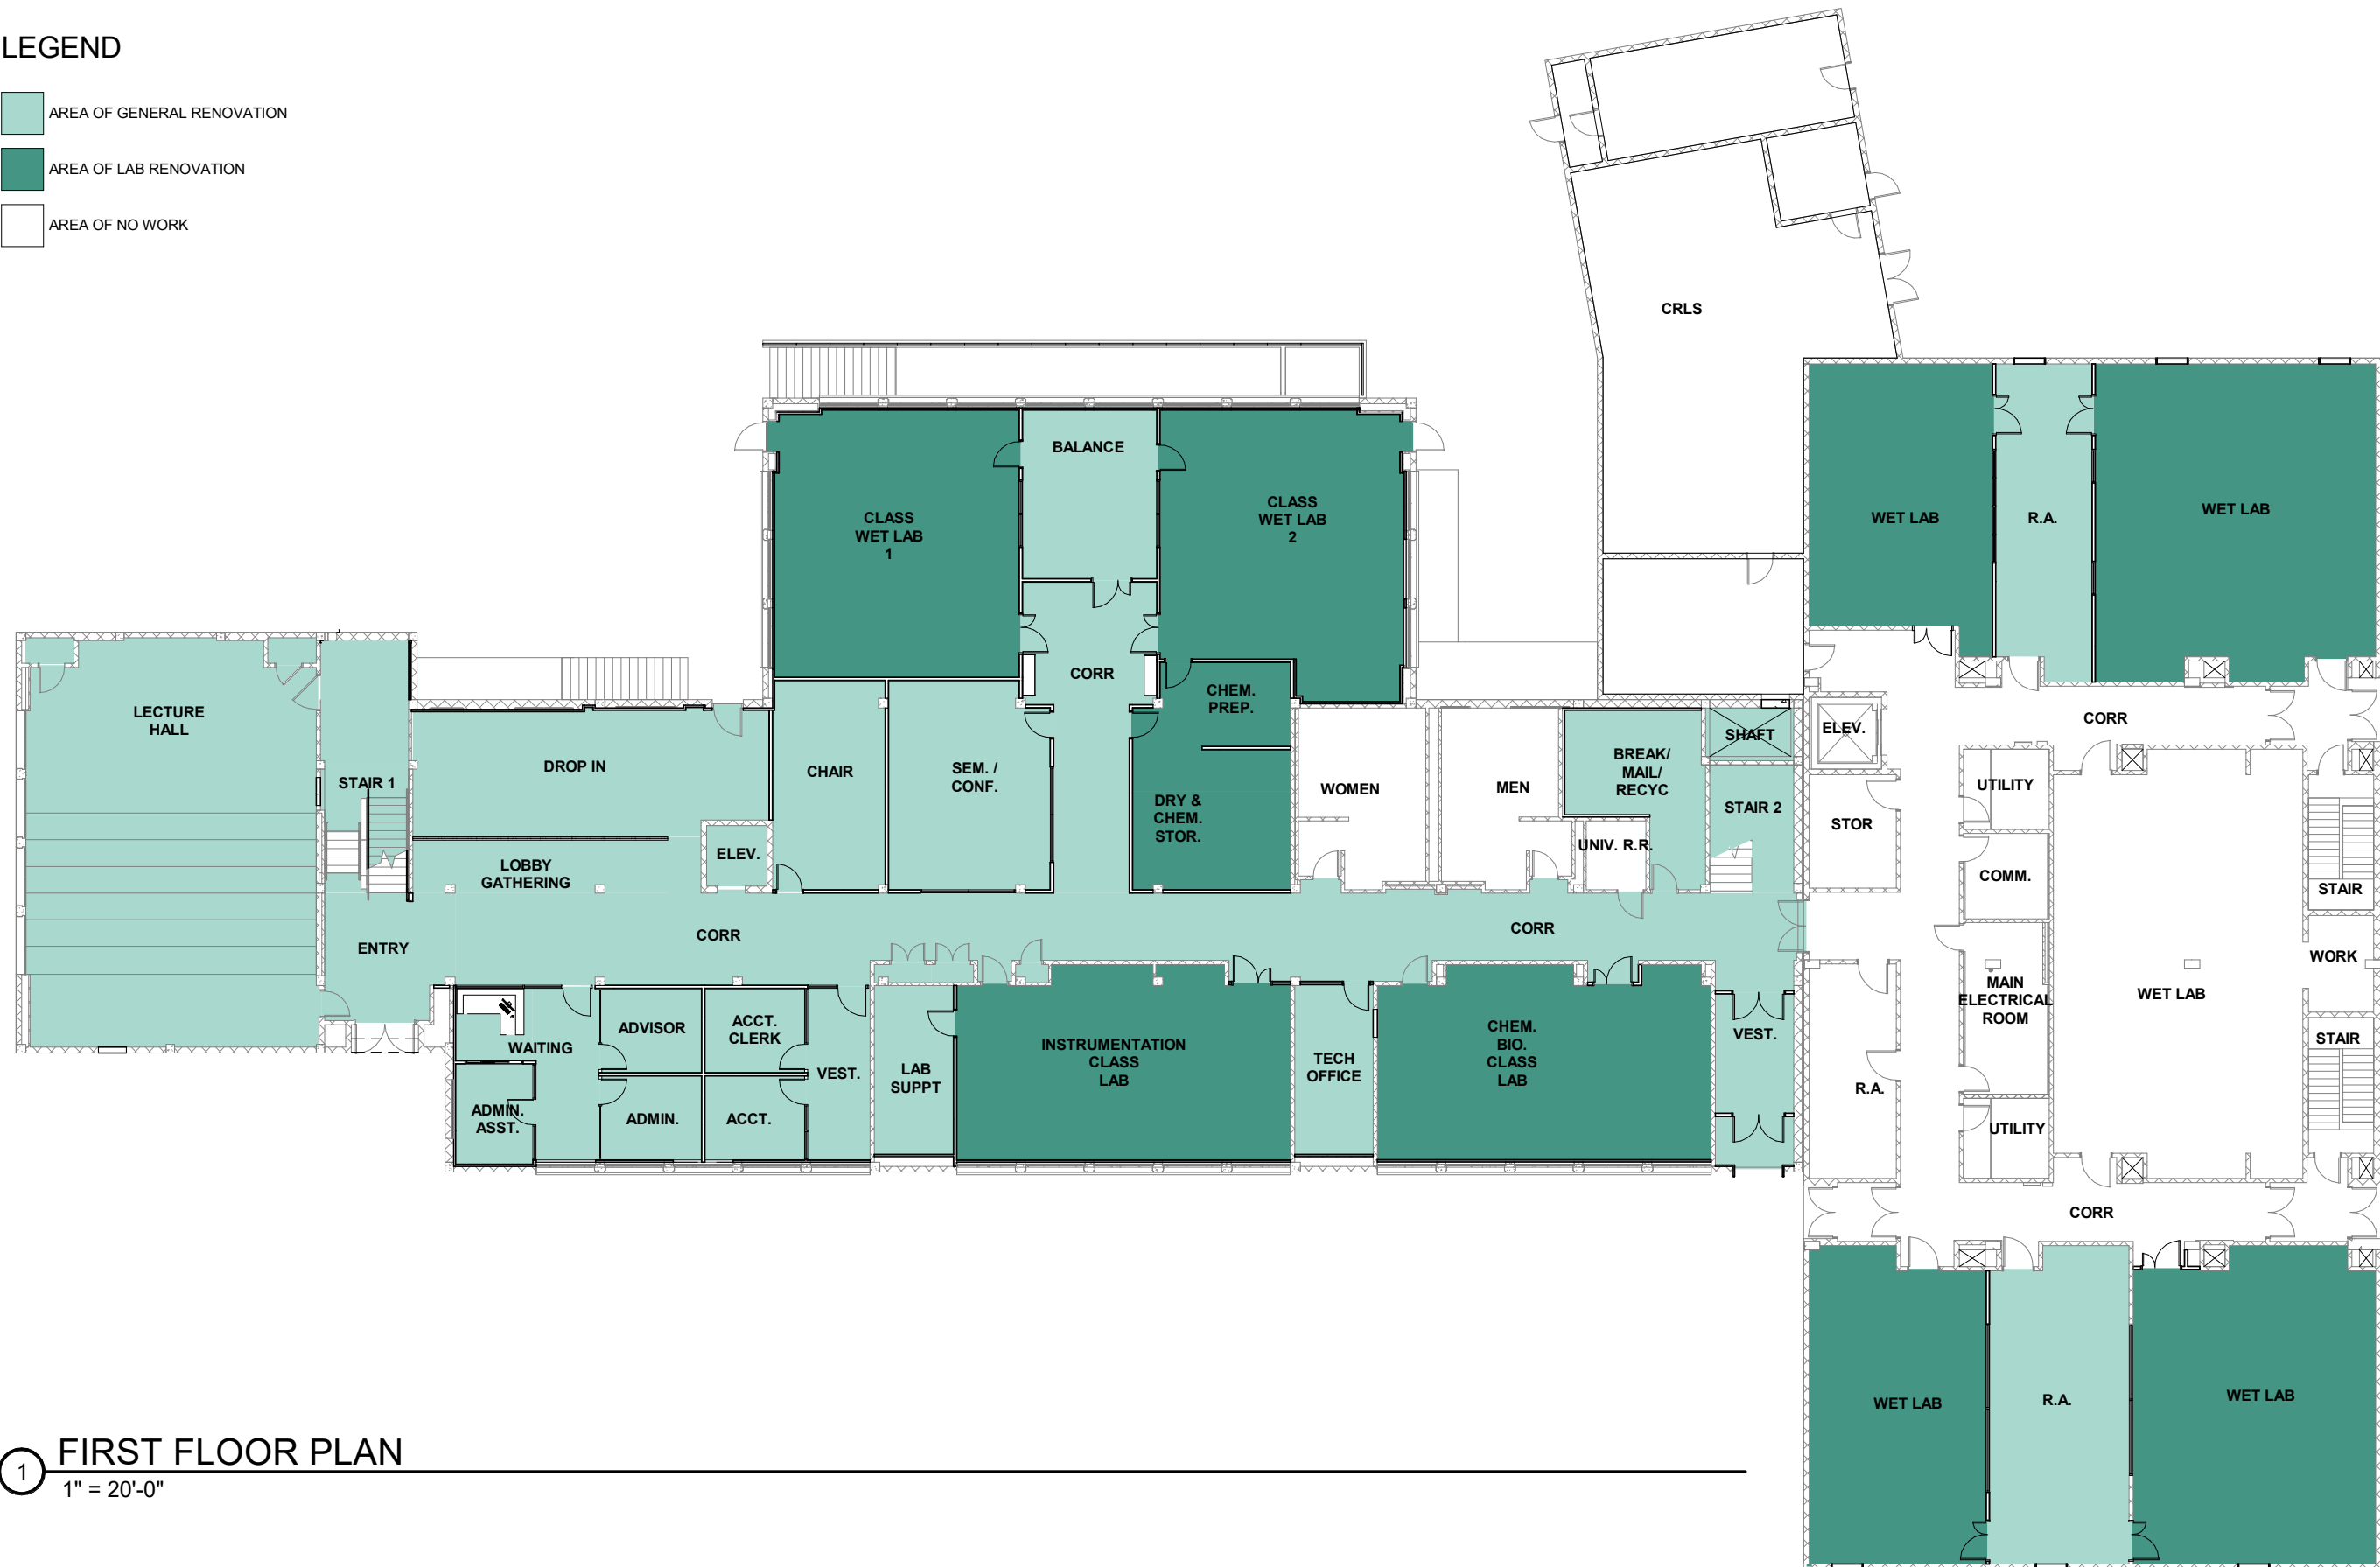 LEGEND
AREA OF GENERAL RENOVATION
AREA OF LAB RENOVATION
AREA OF NO WORK
CRLS
BALANCE
CLASS
WET LAB
1
CLASS
WET LAB
2
WET LAB
R.A.
WET LAB
LECTURE
HALL
STAIR 1
DROP IN
CHAIR
SEM. /
CONF.
CORR
CHEM.
PREP.
DRY &
CHEM.
STOR.
WOMEN
MEN
BREAK/
MAIL/
RECYC
SHAFT
STAIR 2
UNIV. R.R.
ELEV.
CORR
UTILITY
STOR
COMM.
STAIR
LOBBY
GATHERING
ELEV.
ENTRY
CORR
CORR
WORK
MAIN
ELECTRICAL
ROOM
WET LAB
STAIR
WAITING
ADVISOR
ACCT.
CLERK
VEST.
LAB
SUPPT
INSTRUMENTATION
CLASS
LAB
TECH
OFFICE
CHEM.
BIO.
CLASS
LAB
VEST.
R.A.
ADMIN.
ASST.
ADMIN.
ACCT.
UTILITY
CORR
WET LAB
R.A.
WET LAB
1
FIRST FLOOR PLAN
1" = 20'-0"